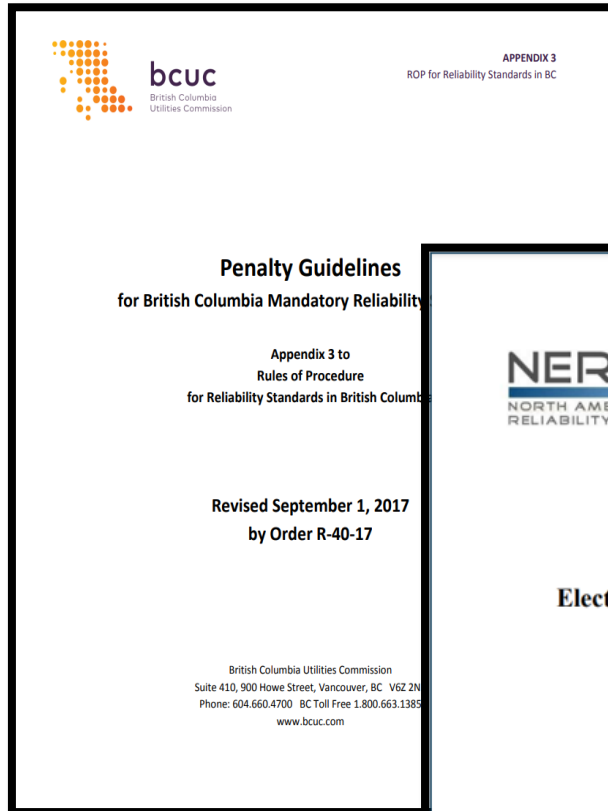 bcuc
British Columbia
Utilities Commission
APPENDIX 3
ROP for Reliability Standards in BC
Penalty Guidelines
for British Columbia Mandatory Reliability
Appendix 3 to
Rules of Procedure
for Reliability Standards in British Columb
Revised September 1, 2017
by Order R-40-17
British Columbia Utilities Commission
Suite 410, 900 Howe Street, Vancouver, BC V6Z 2N
Phone: 604.660.4700 BC Toll Free 1.800.663.1385
www.bcuc.com
NER
NORTH AME
RELIABILITY
Elect